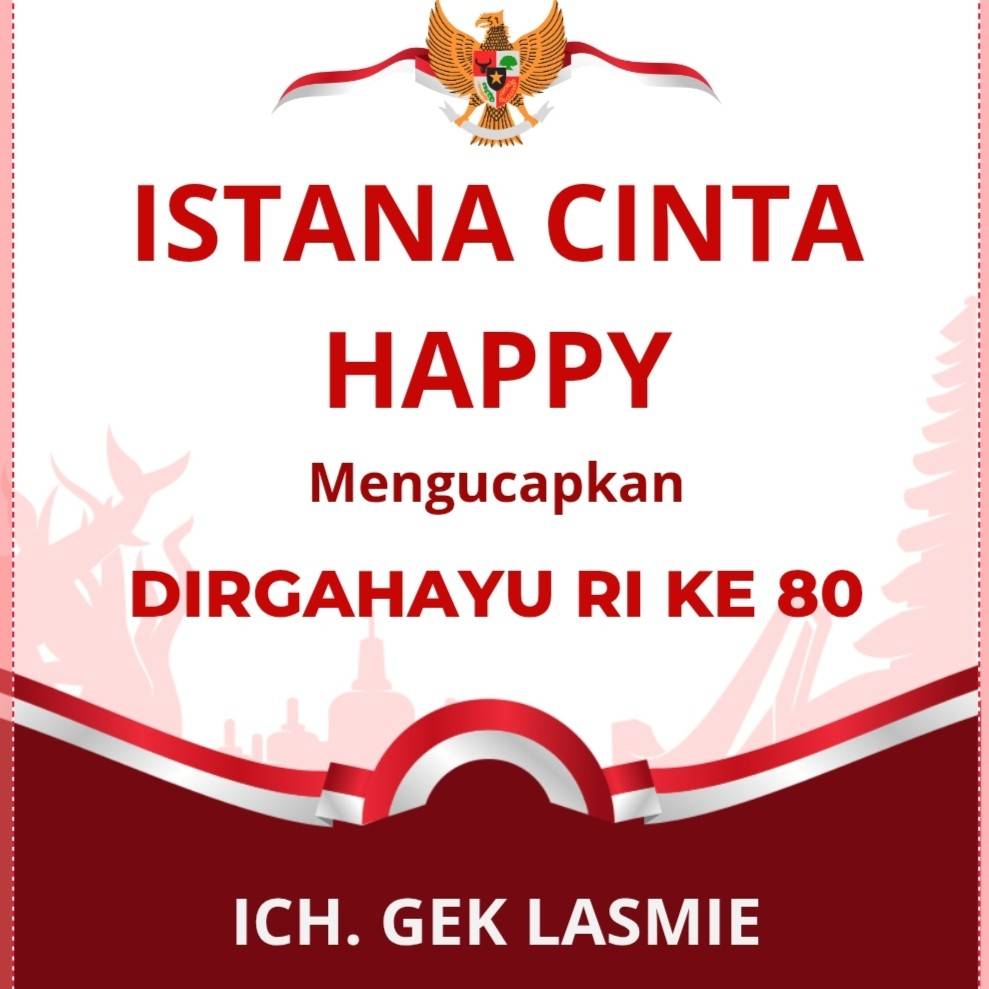 ISTANA CINTA
HAPPY
Mengucapkan
DIRGAHAYU RI KE 80
ICH. GEK LASMIE